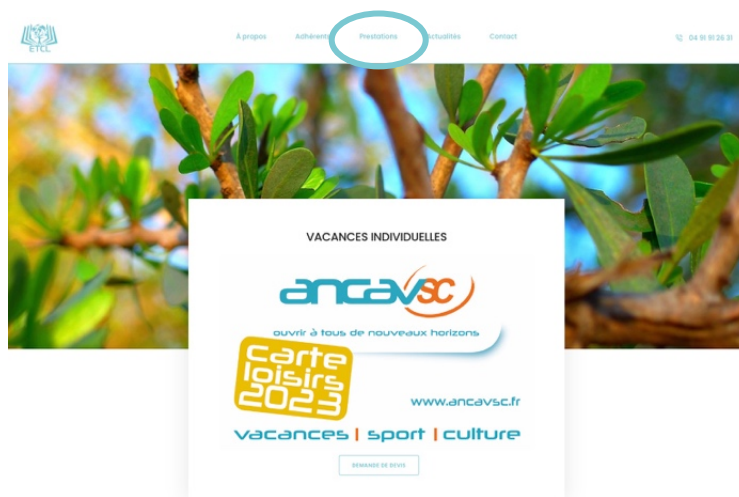 ETCL
À propos Adhérents Prestations Actualités Contact
04 91 91 26 31
VACANCES INDIVIDUELLES
ancavsc
ouvrir à tous de nouveaux horizons
carte
loisirs
2023
www.ancavsc.fr
vacances | sport | culture
DEMANDE DE DEVIS